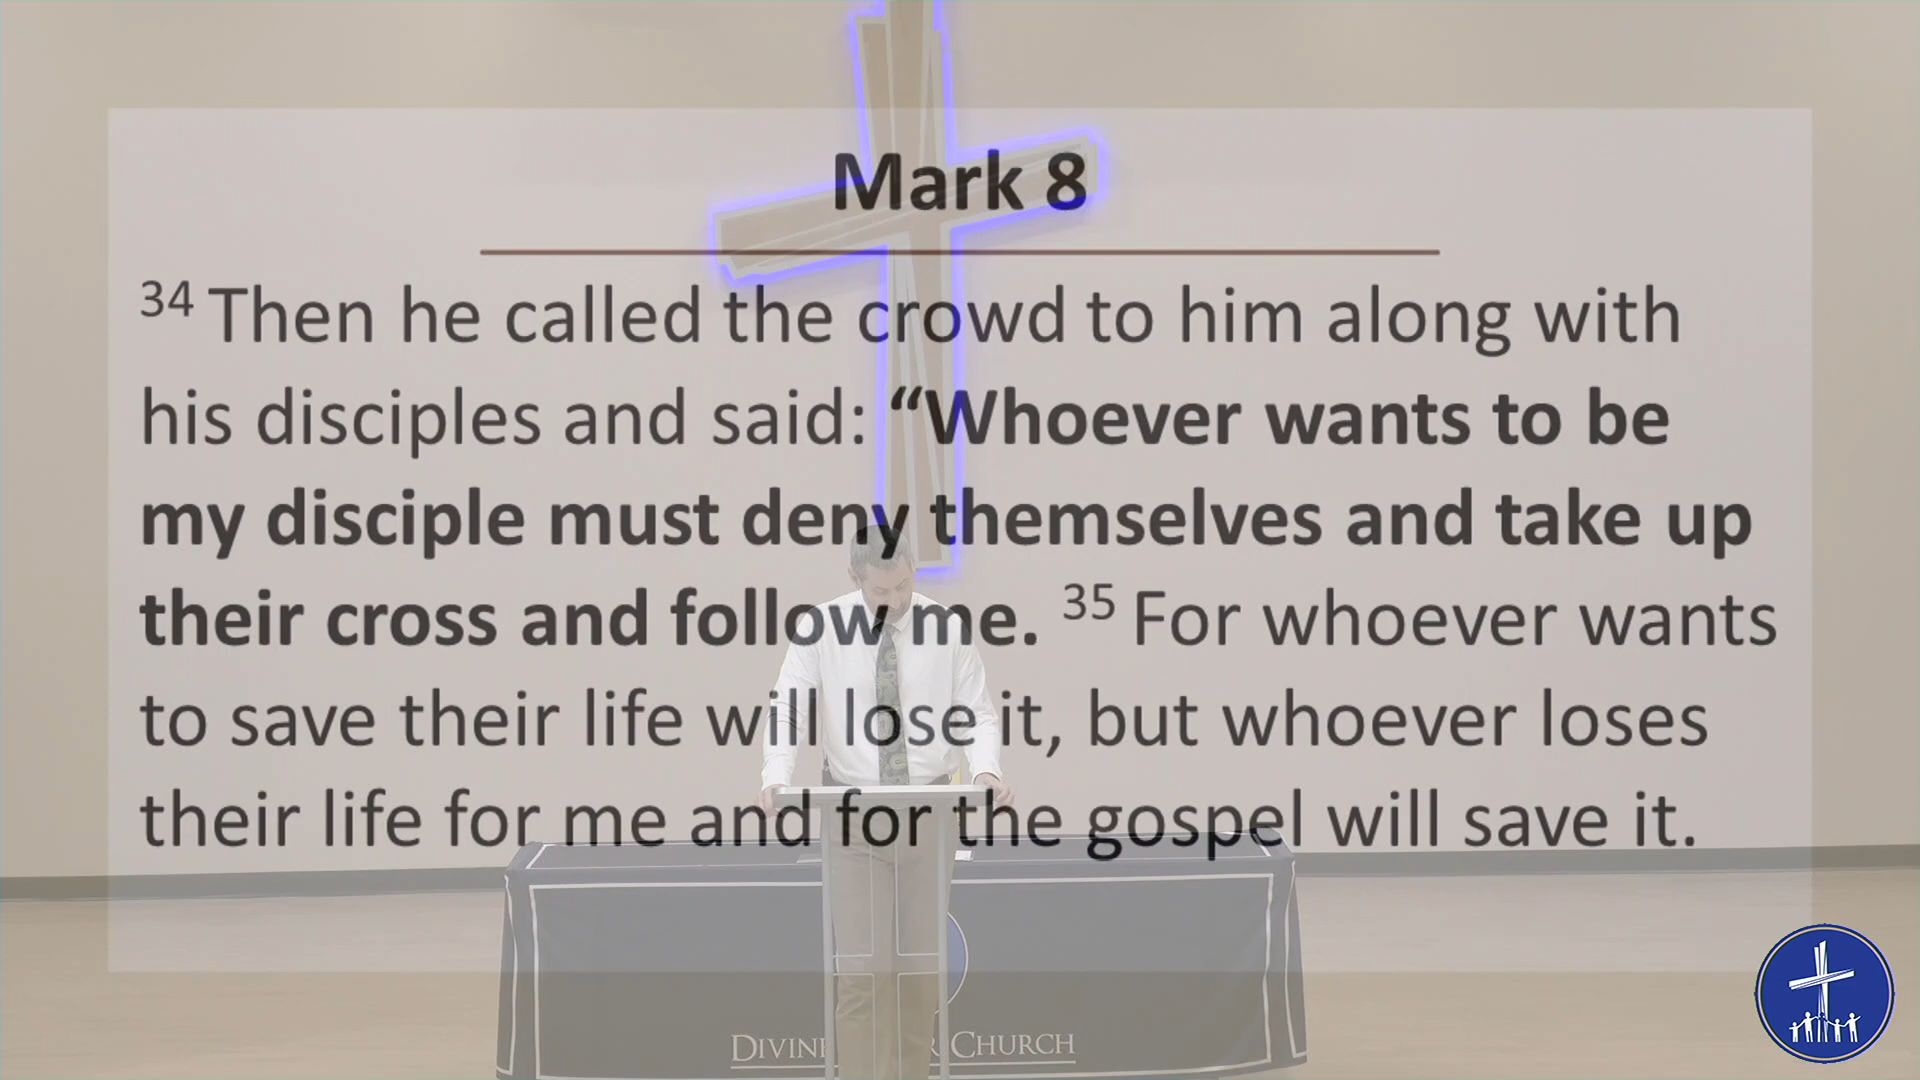 Mark 8
34 Then he called the crowd to him along with
his disciples and said: “Whoever wants to be
my disciple must deny themselves and take up
their cross and follow me. 35 For whoever wants
to save their life will lose it, but whoever loses
their life for me and for the gospel will save it.
Divine Church